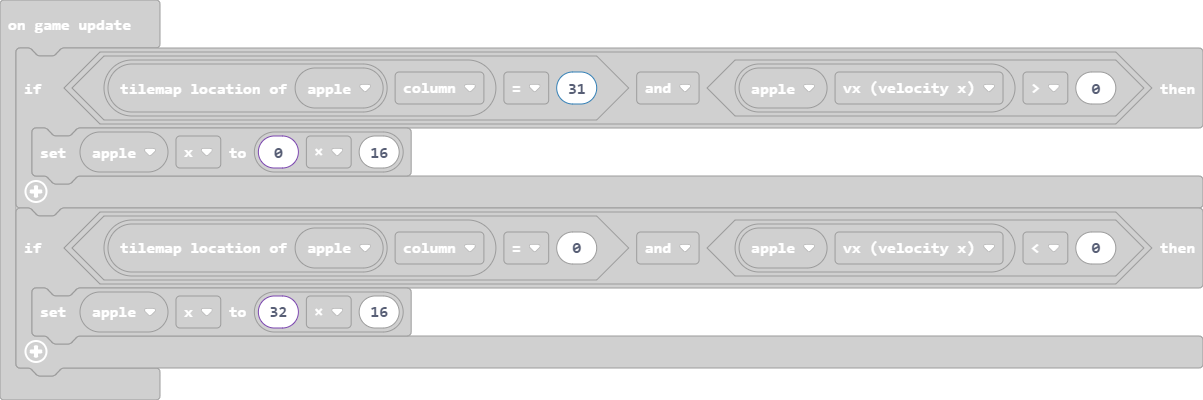 on game update
if tilemap location of apple column = 31 and apple vx (velocity x) > 0 then
set apple x to 0 × 16
if tilemap location of apple column = 0 and apple vx (velocity x) < 0 then
set apple x to 32 × 16